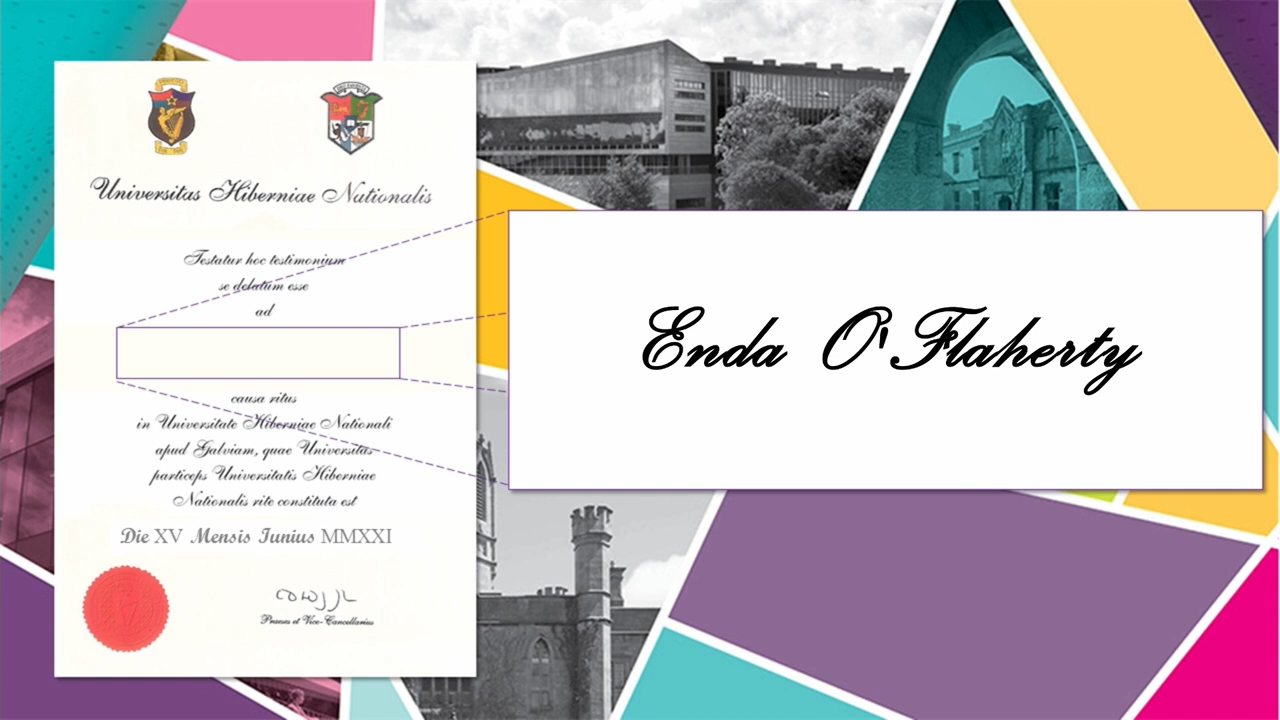 Universitas Hiberniae Nationalis
Testatur hoc testimonium
se delatum esse
ad
causa ritus
in Universitate Hiberniae Nationali
apud Galviam, quae Universitas
particeps Universitatis Hiberniae
Nationalis rite constituta est
Die XV Mensis Iunius MMXXI
Praeses et Vice-Cancellarius
Enda O'Flaherty